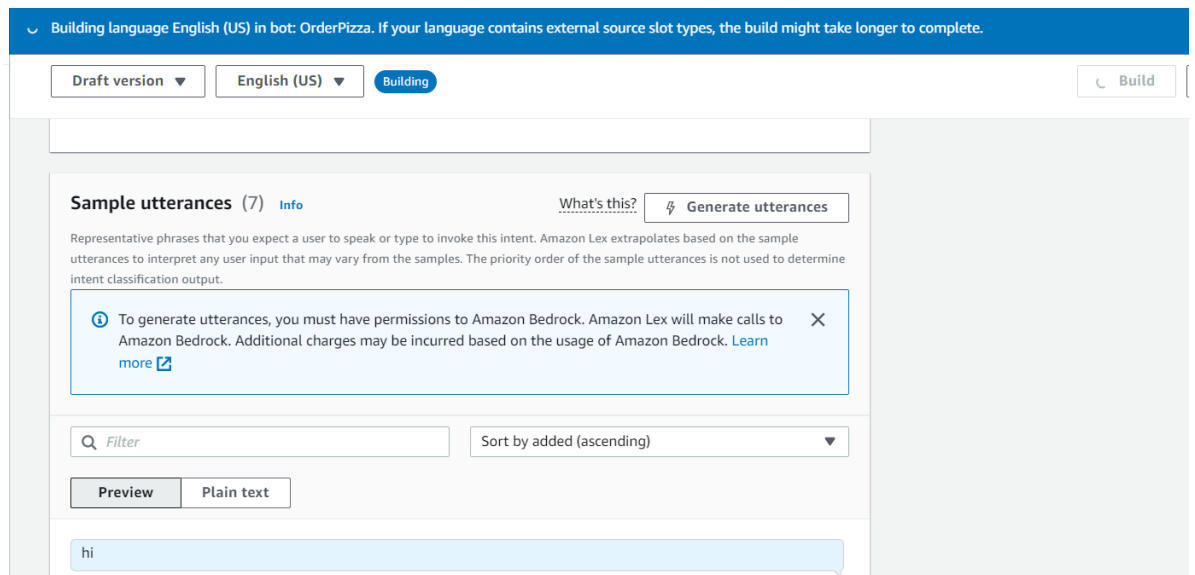 Building language English (US) in bot: OrderPizza. If your language contains external source slot types, the build might take longer to complete.
Draft version English (US) Building Build
Sample utterances (7) Info What's this? Generate utterances
Representative phrases that you expect a user to speak or type to invoke this intent. Amazon Lex extrapolates based on the sample
utterances to interpret any user input that may vary from the samples. The priority order of the sample utterances is not used to determine
intent classification output.
To generate utterances, you must have permissions to Amazon Bedrock. Amazon Lex will make calls to
Amazon Bedrock. Additional charges may be incurred based on the usage of Amazon Bedrock. Learn
more
Filter Sort by added (ascending)
Preview Plain text
hi